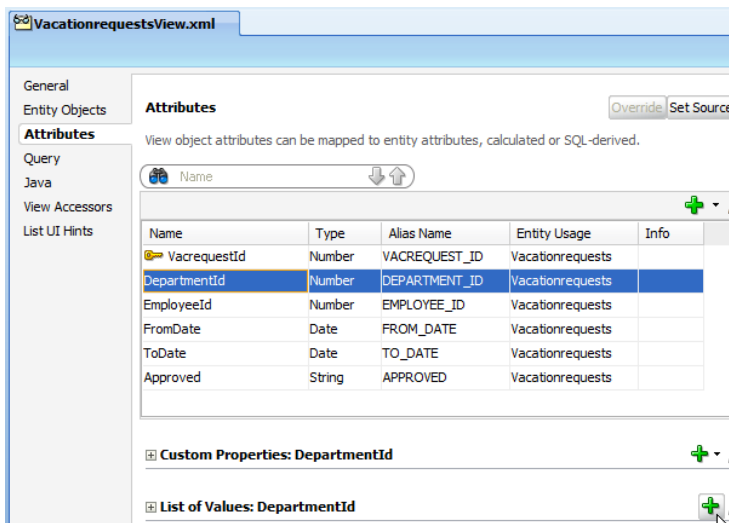 VacationrequestsView.xml
General
Entity Objects
Attributes
Query
Java
View Accessors
List UI Hints
Attributes
Override Set Source
View object attributes can be mapped to entity attributes, calculated or SQL-derived.
Name
Name Type Alias Name Entity Usage Info
VacrequestId Number VACREQUEST_ID Vacationrequests
DepartmentId Number DEPARTMENT_ID Vacationrequests
EmployeeId Number EMPLOYEE_ID Vacationrequests
FromDate Date FROM_DATE Vacationrequests
ToDate Date TO_DATE Vacationrequests
Approved String APPROVED Vacationrequests
Custom Properties: DepartmentId
List of Values: DepartmentId